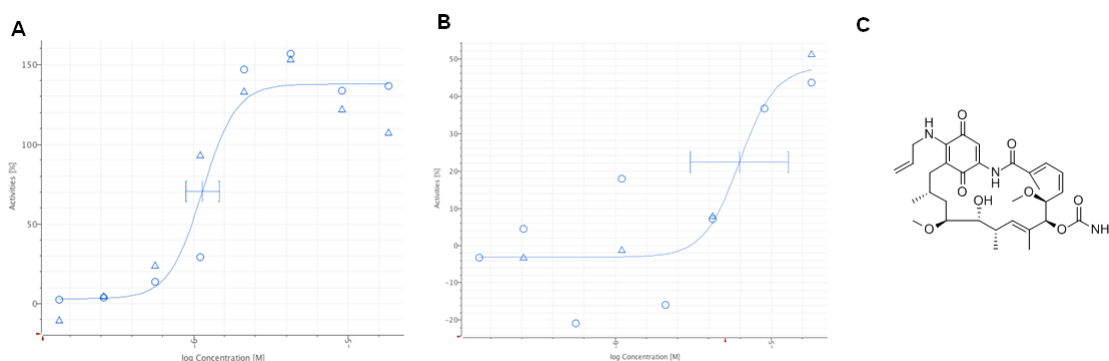 A
150
100
50
0
Activities [%]
-6
-5
log Concentration [M]
B
50
40
30
20
10
0
-10
-20
Activities [%]
-6
-5
log Concentration [M]
C
O
H
N
O
O
NH
OH
O
O
O
O
NH